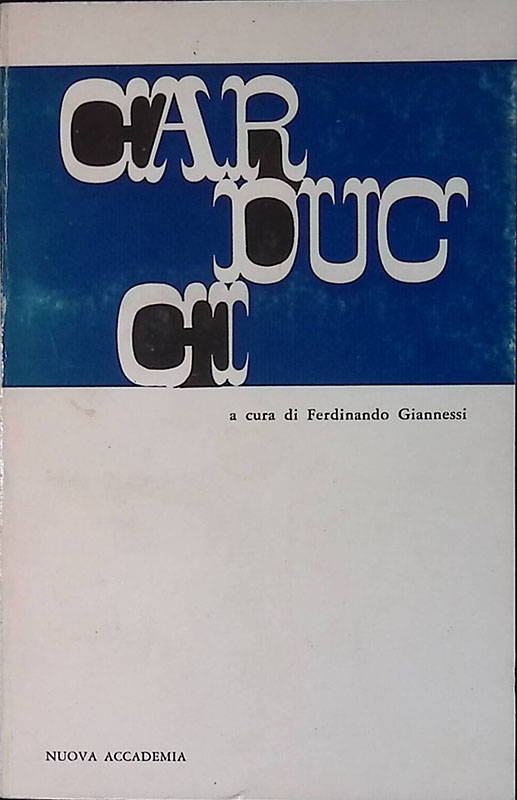 CAR
DUC
CI
a cura di Ferdinando Giannessi
NUOVA ACCADEMIA